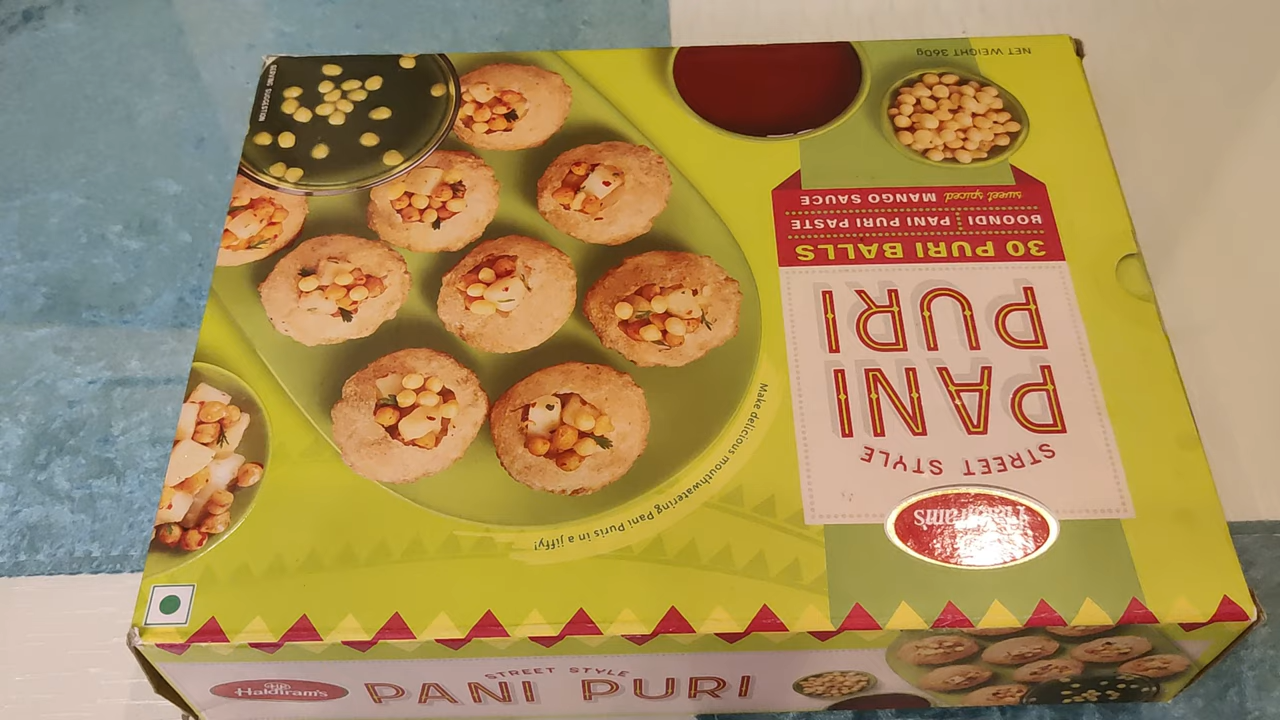 Haldiram's
STREET STYLE
PANI
PURI
30 PURI BALLS
BOONDI PANI PURI PASTE
sweet spiced MANGO SAUCE
NET WEIGHT 360g
Make delicious mouthwatering Pani Puris in a jiffy!
SERVING SUGGESTION
Haldiram's
STREET STYLE
PANI PURI